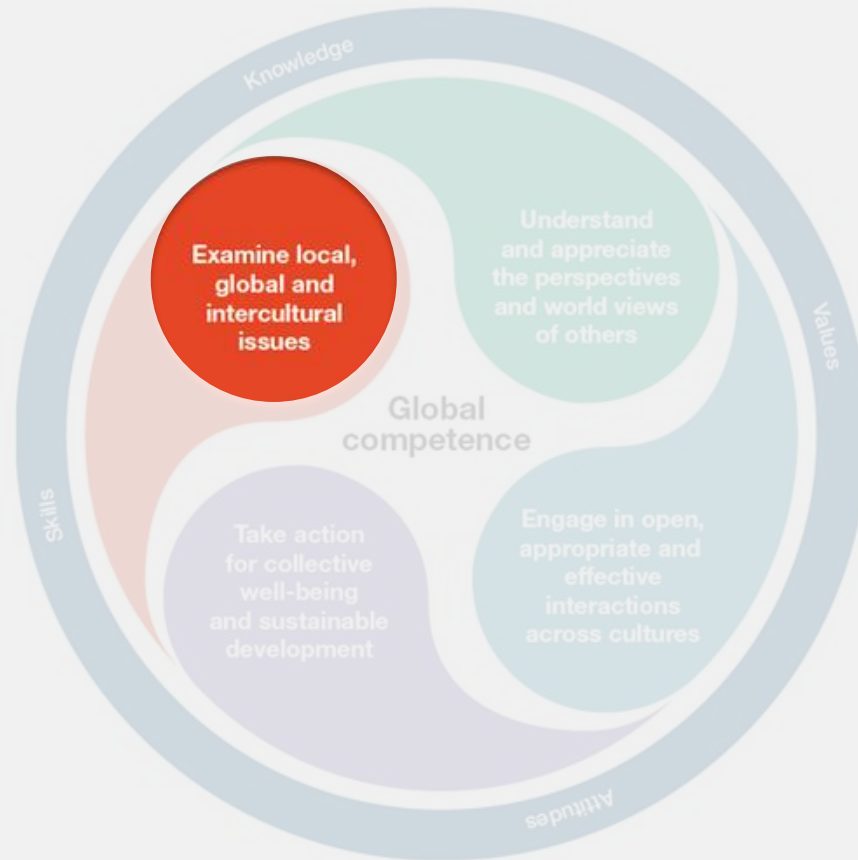 Knowledge
Examine local,
global and
intercultural
issues
Understand
and appreciate
the perspectives
and world views
of others
Values
Global
competence
Skills
Take action
for collective
well-being
and sustainable
development
Engage in open,
appropriate and
effective
interactions
across cultures
Attitudes